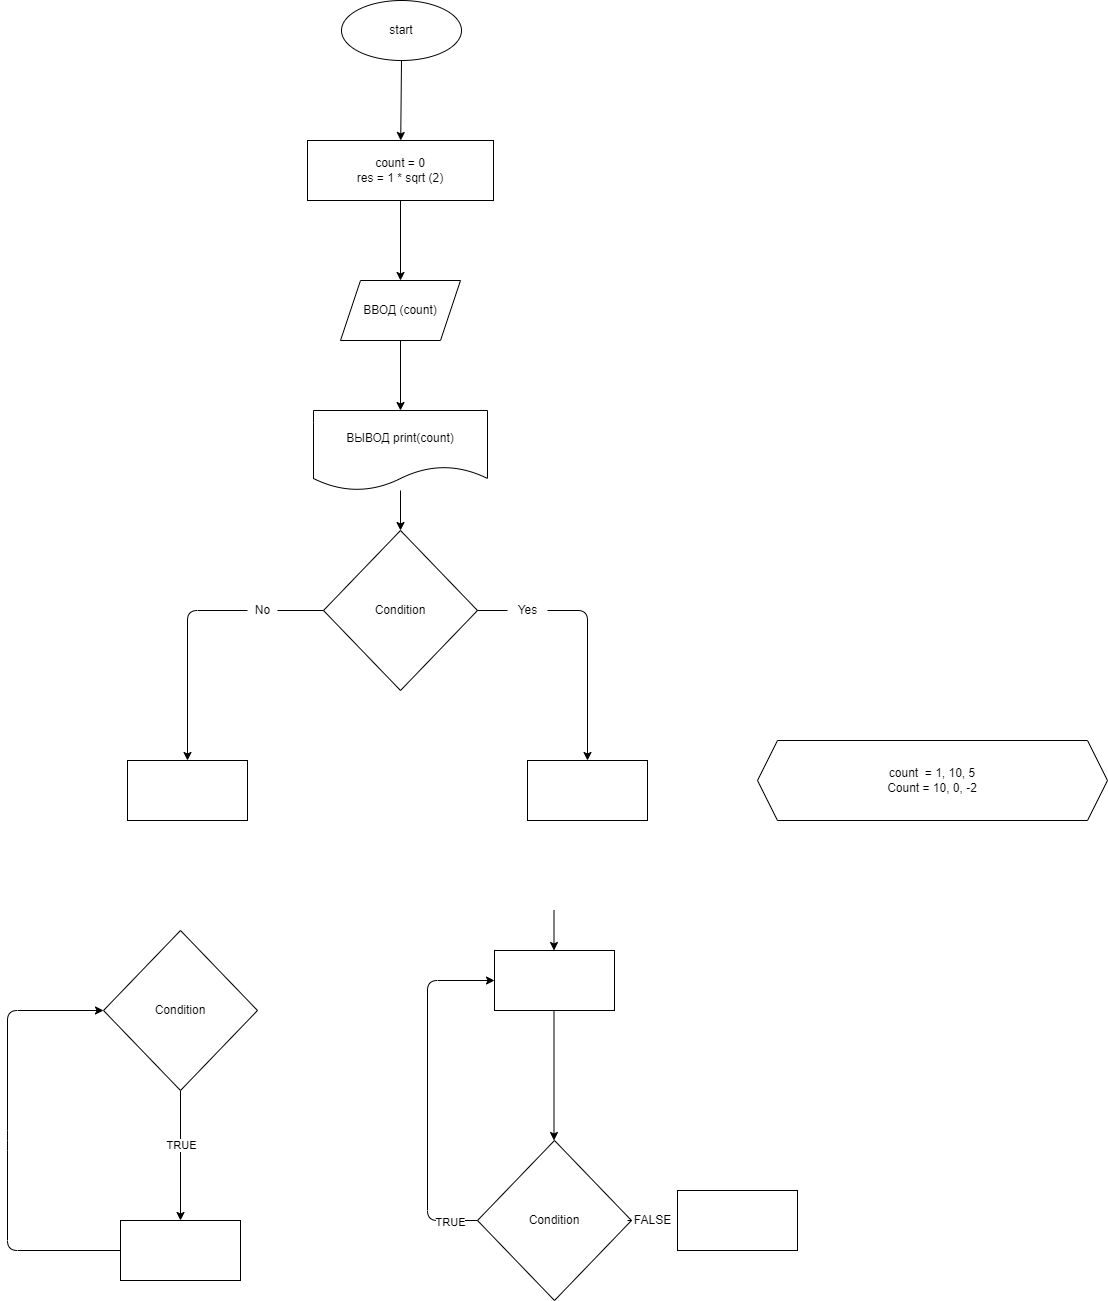 start
count = 0
res = 1 * sqrt (2)
ВВОД (count)
ВЫВОД print(count)
Condition
No
Yes
count  = 1, 10, 5
Count = 10, 0, -2
Condition
TRUE
Condition
TRUE
FALSE